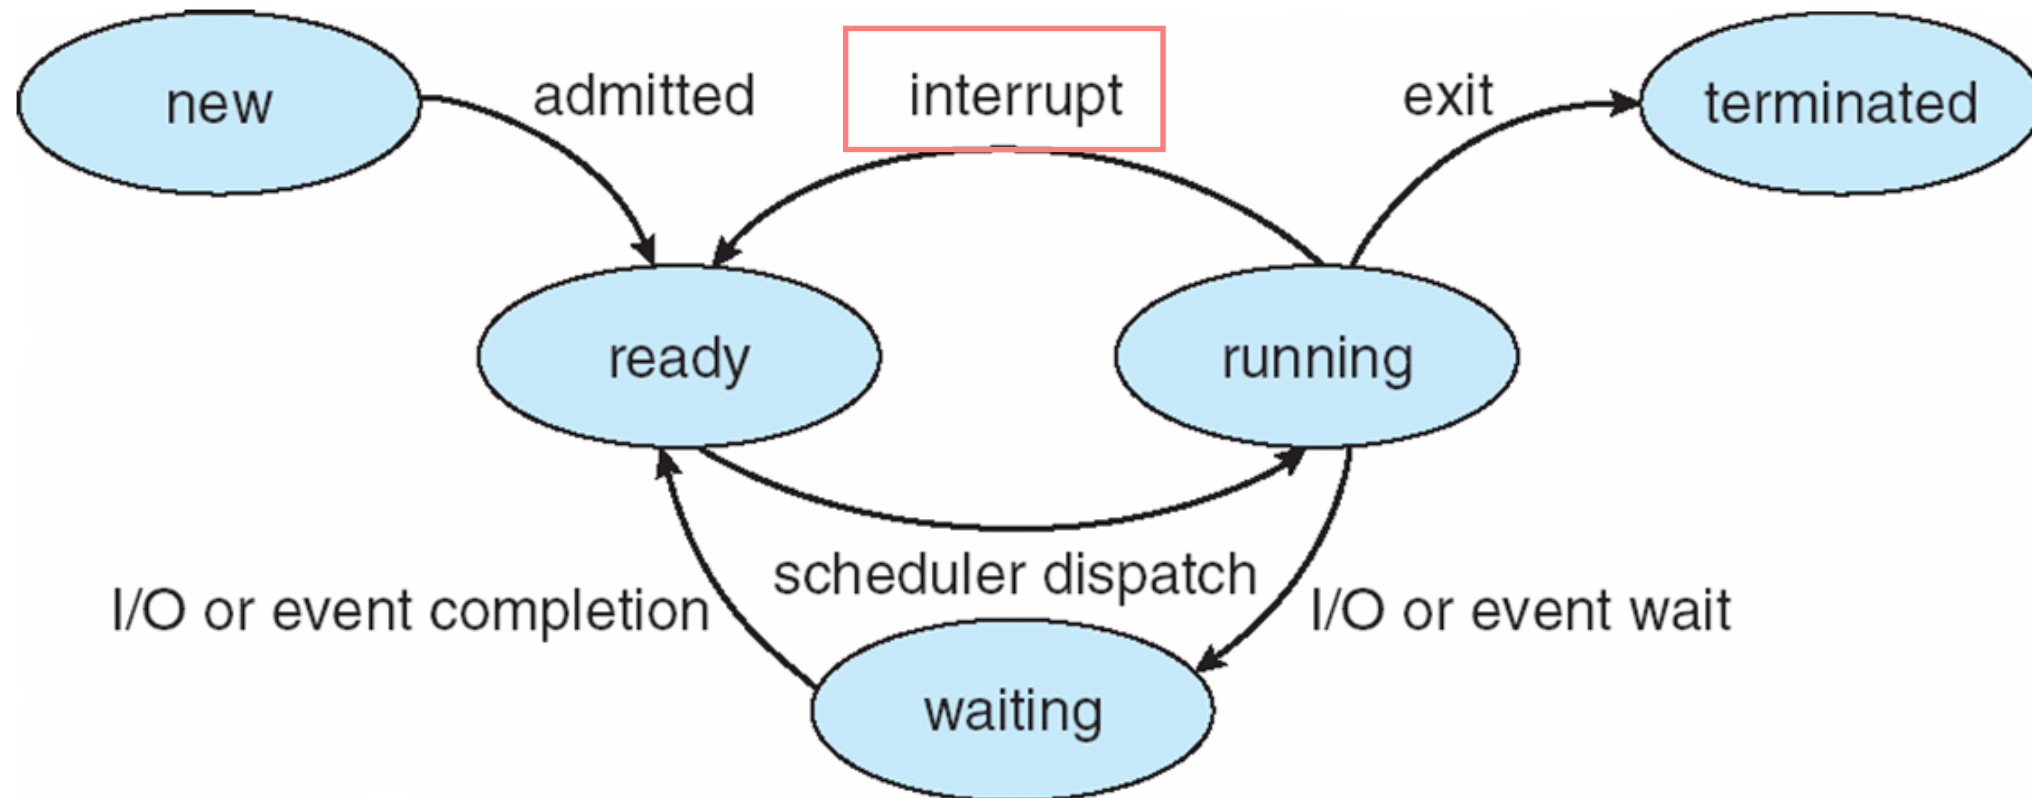 new
admitted
interrupt
exit
terminated
ready
running
scheduler dispatch
I/O or event completion
I/O or event wait
waiting